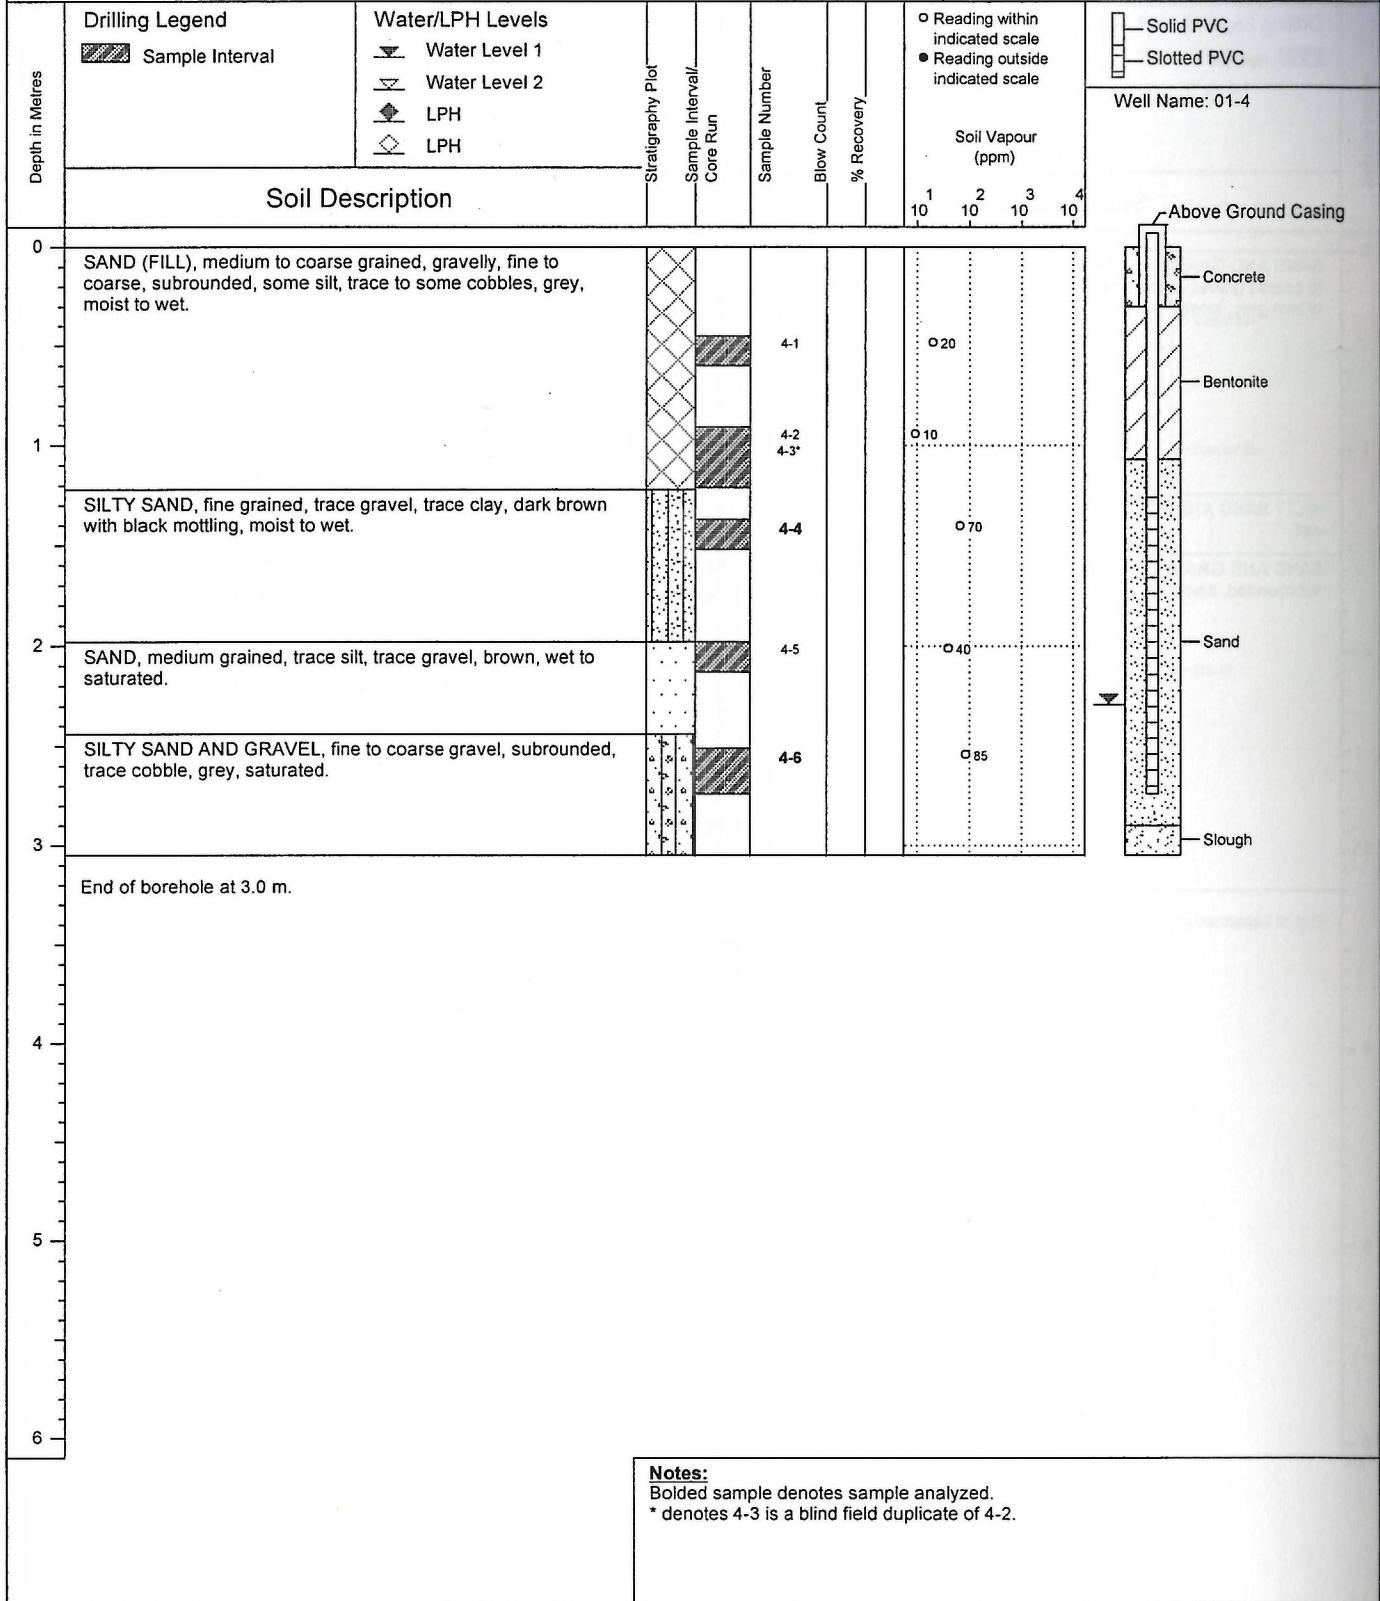 Drilling Legend
Sample Interval
Water/LPH Levels
Water Level 1
Water Level 2
LPH
LPH
Depth in Metres
Soil Description
Stratigraphy Plot
Sample Interval/
Core Run
Sample Number
Blow Count
% Recovery
Reading within
indicated scale
Reading outside
indicated scale
Soil Vapour
(ppm)
1 2 3 4
10 10 10 10
Solid PVC
Slotted PVC
Well Name: 01-4
Above Ground Casing
0
SAND (FILL), medium to coarse grained, gravelly, fine to
coarse, subrounded, some silt, trace to some cobbles, grey,
moist to wet.
Concrete
4-1
20
Bentonite
4-2
10
1
4-3*
SILTY SAND, fine grained, trace gravel, trace clay, dark brown
with black mottling, moist to wet.
4-4
70
2
SAND, medium grained, trace silt, trace gravel, brown, wet to
saturated.
4-5
40
Sand
SILTY SAND AND GRAVEL, fine to coarse gravel, subrounded,
trace cobble, grey, saturated.
4-6
85
3
Slough
End of borehole at 3.0 m.
4
5
6
Notes:
Bolded sample denotes sample analyzed.
* denotes 4-3 is a blind field duplicate of 4-2.